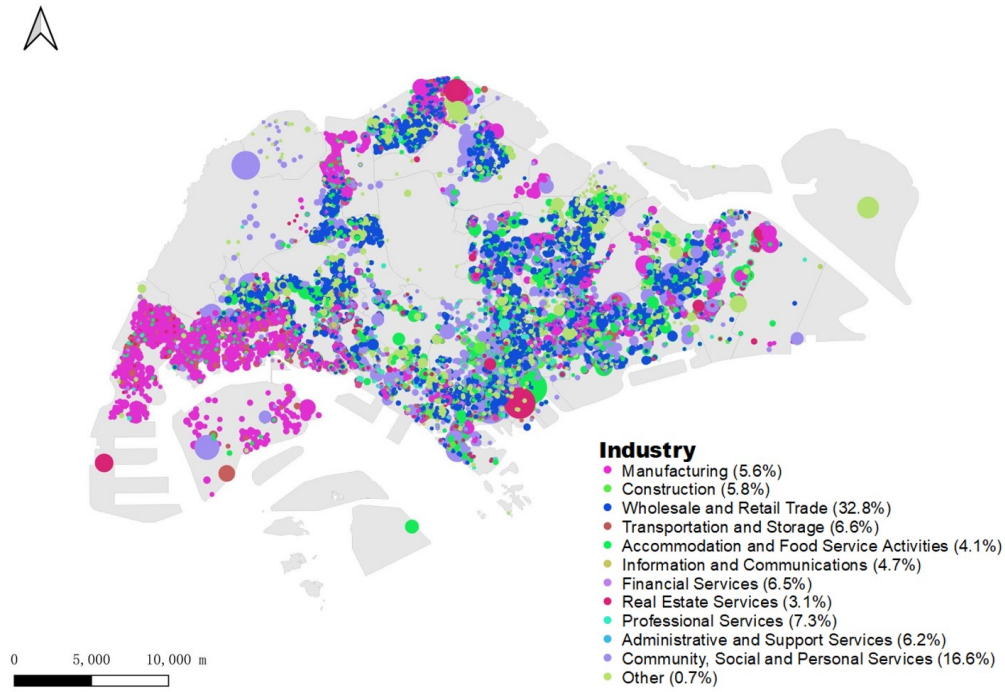 Industry
Manufacturing (5.6%)
Construction (5.8%)
Wholesale and Retail Trade (32.8%)
Transportation and Storage (6.6%)
Accommodation and Food Service Activities (4.1%)
Information and Communications (4.7%)
Financial Services (6.5%)
Real Estate Services (3.1%)
Professional Services (7.3%)
Administrative and Support Services (6.2%)
Community, Social and Personal Services (16.6%)
Other (0.7%)
0 5,000 10,000 m